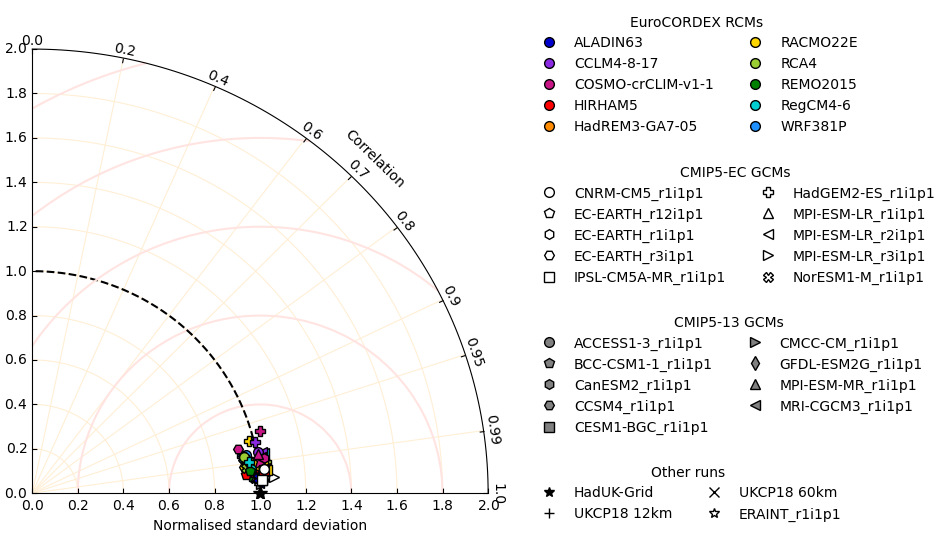 EuroCORDEX RCMs
ALADIN63
CCLM4-8-17
COSMO-crCLIM-v1-1
HIRHAM5
HadREM3-GA7-05
RACMO22E
RCA4
REMO2015
RegCM4-6
WRF381P
CMIP5-EC GCMs
CNRM-CM5_r1i1p1
EC-EARTH_r12i1p1
EC-EARTH_r1i1p1
EC-EARTH_r3i1p1
IPSL-CM5A-MR_r1i1p1
HadGEM2-ES_r1i1p1
MPI-ESM-LR_r1i1p1
MPI-ESM-LR_r2i1p1
MPI-ESM-LR_r3i1p1
NorESM1-M_r1i1p1
CMIP5-13 GCMs
ACCESS1-3_r1i1p1
BCC-CSM1-1_r1i1p1
CanESM2_r1i1p1
CCSM4_r1i1p1
CESM1-BGC_r1i1p1
CMCC-CM_r1i1p1
GFDL-ESM2G_r1i1p1
MPI-ESM-MR_r1i1p1
MRI-CGCM3_r1i1p1
Other runs
HadUK-Grid
UKCP18 12km
UKCP18 60km
ERAINT_r1i1p1
2.0
1.8
1.6
1.4
1.2
1.0
0.8
0.6
0.4
0.2
0.0
0.0
0.2
0.4
0.6
0.7
0.8
0.9
0.95
0.99
1.0
Correlation
0.0
0.2
0.4
0.6
0.8
1.0
1.2
1.4
1.6
1.8
2.0
Normalised standard deviation